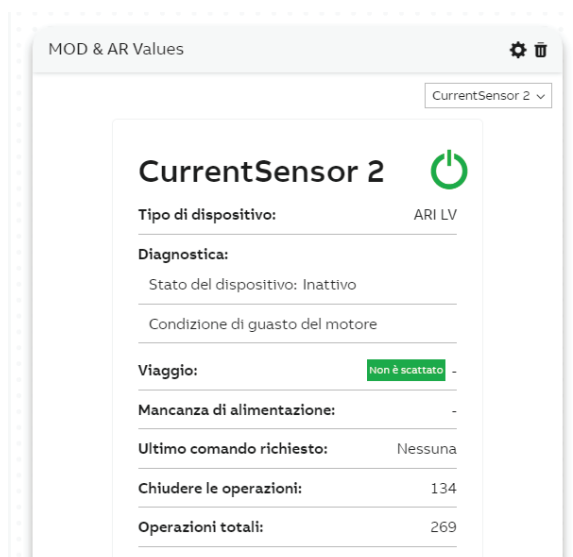 MOD & AR Values
CurrentSensor 2
CurrentSensor 2
Tipo di dispositivo: ARI LV
Diagnostica:
Stato del dispositivo: Inattivo
Condizione di guasto del motore
Viaggio: Non è scattato -
Mancanza di alimentazione: -
Ultimo comando richiesto: Nessuna
Chiudere le operazioni: 134
Operazioni totali: 269